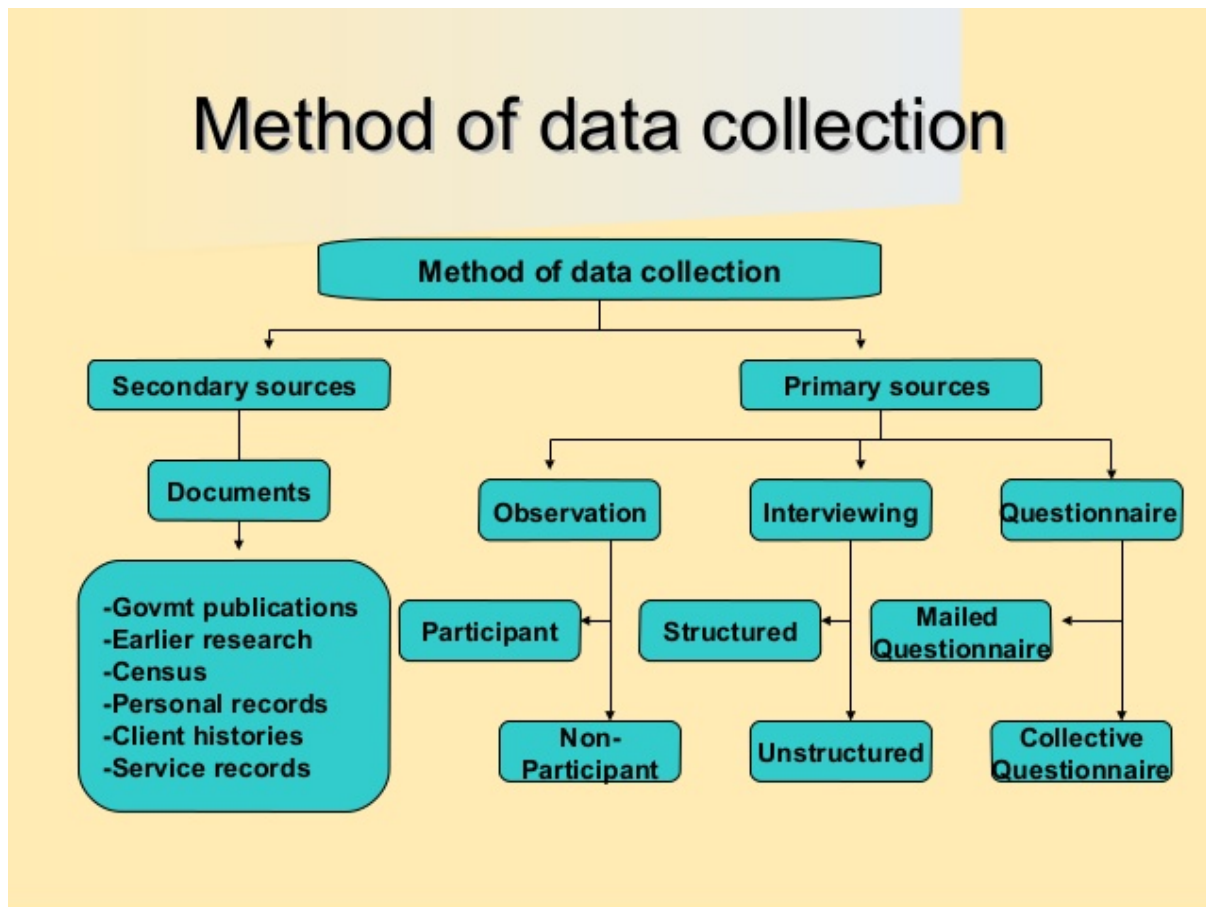 Method of data collection
Method of data collection
Secondary sources
Primary sources
Documents
Observation
Interviewing
Questionnaire
-Govmt publications
-Earlier research
-Census
-Personal records
-Client histories
-Service records
Participant
Structured
Mailed
Questionnaire
Non-
Participant
Unstructured
Collective
Questionnaire